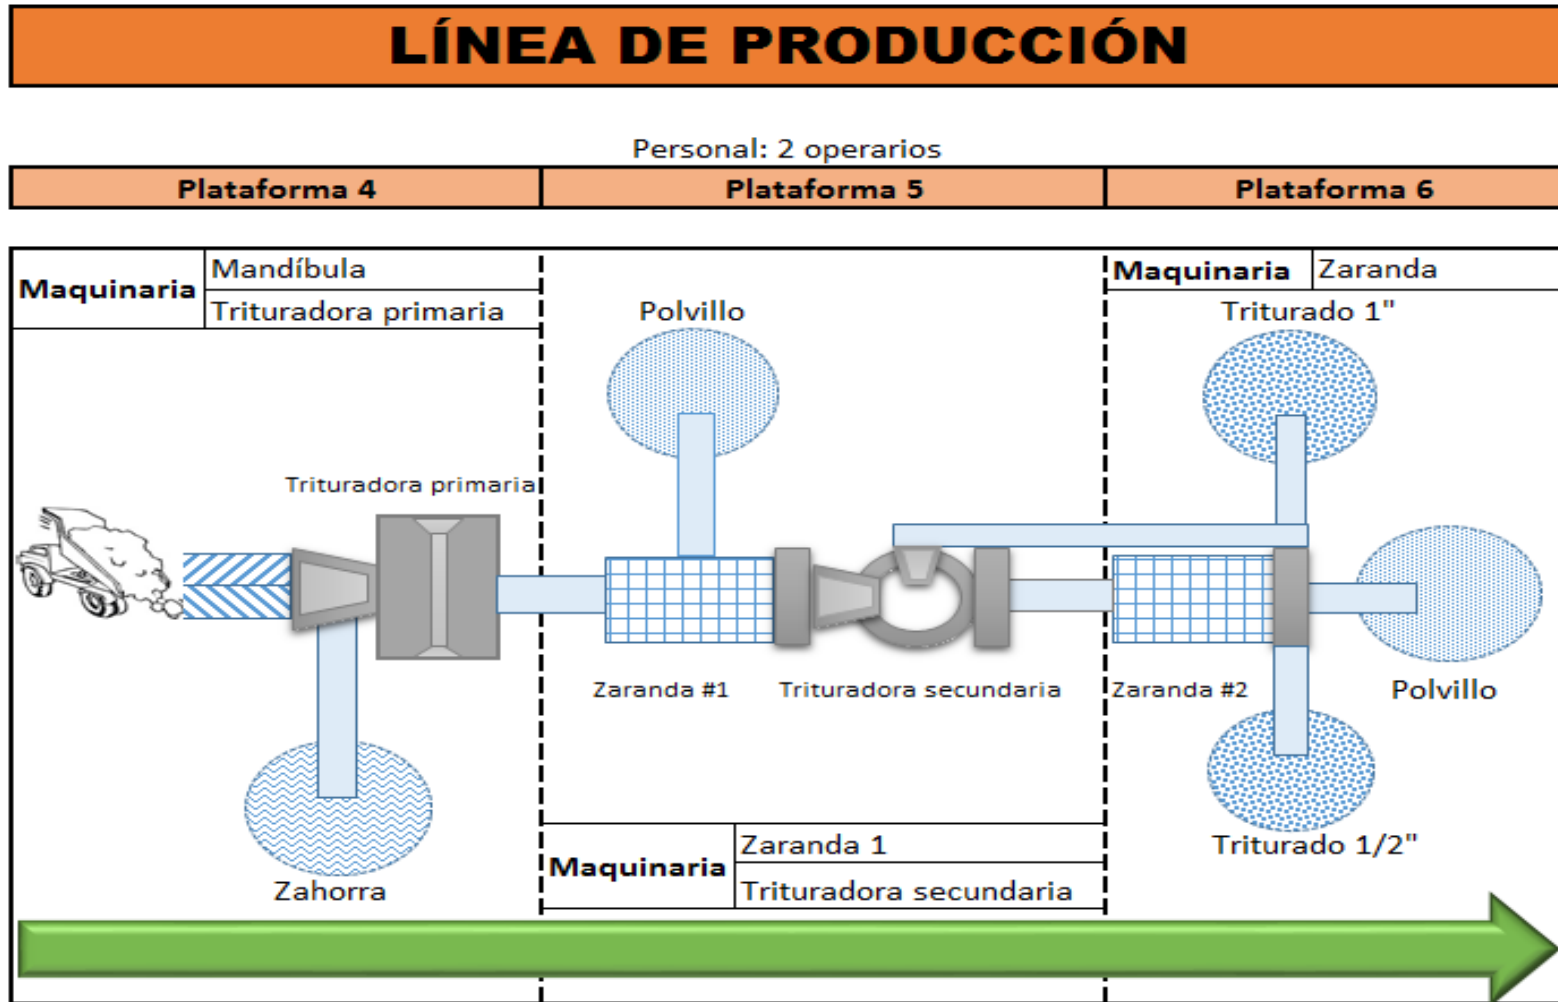 LÍNEA DE PRODUCCIÓN
Personal: 2 operarios
Plataforma 4
Plataforma 5
Plataforma 6
Maquinaria
Mandíbula
Trituradora primaria
Trituradora primaria
Zahorra
Polvillo
Zaranda #1
Trituradora secundaria
Maquinaria
Zaranda 1
Trituradora secundaria
Maquinaria
Zaranda
Triturado 1"
Zaranda #2
Polvillo
Triturado 1/2"